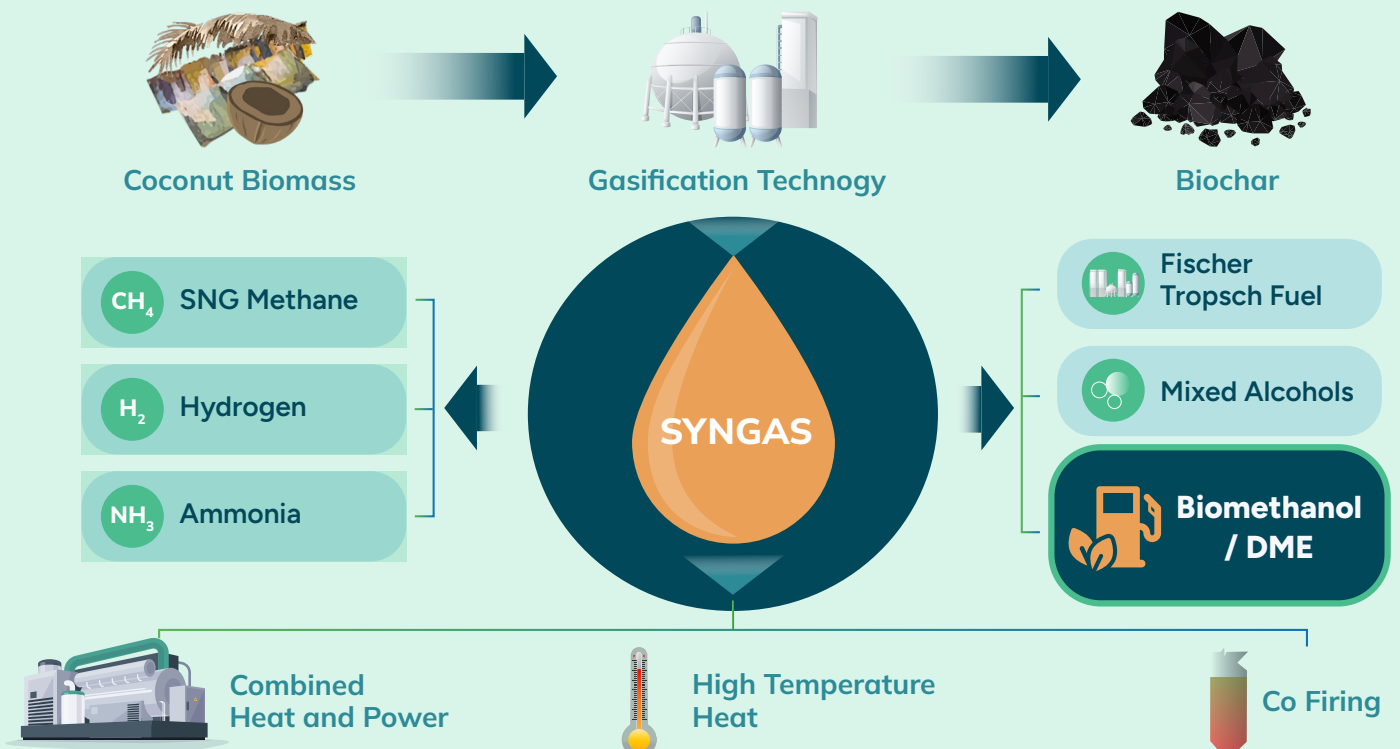 Coconut Biomass
Gasification Technogy
Biochar
CH₄ SNG Methane
H₂ Hydrogen
NH₃ Ammonia
SYNGAS
Fischer
Tropsch Fuel
Mixed Alcohols
Biomethanol
/ DME
Combined
Heat and Power
High Temperature
Heat
Co Firing